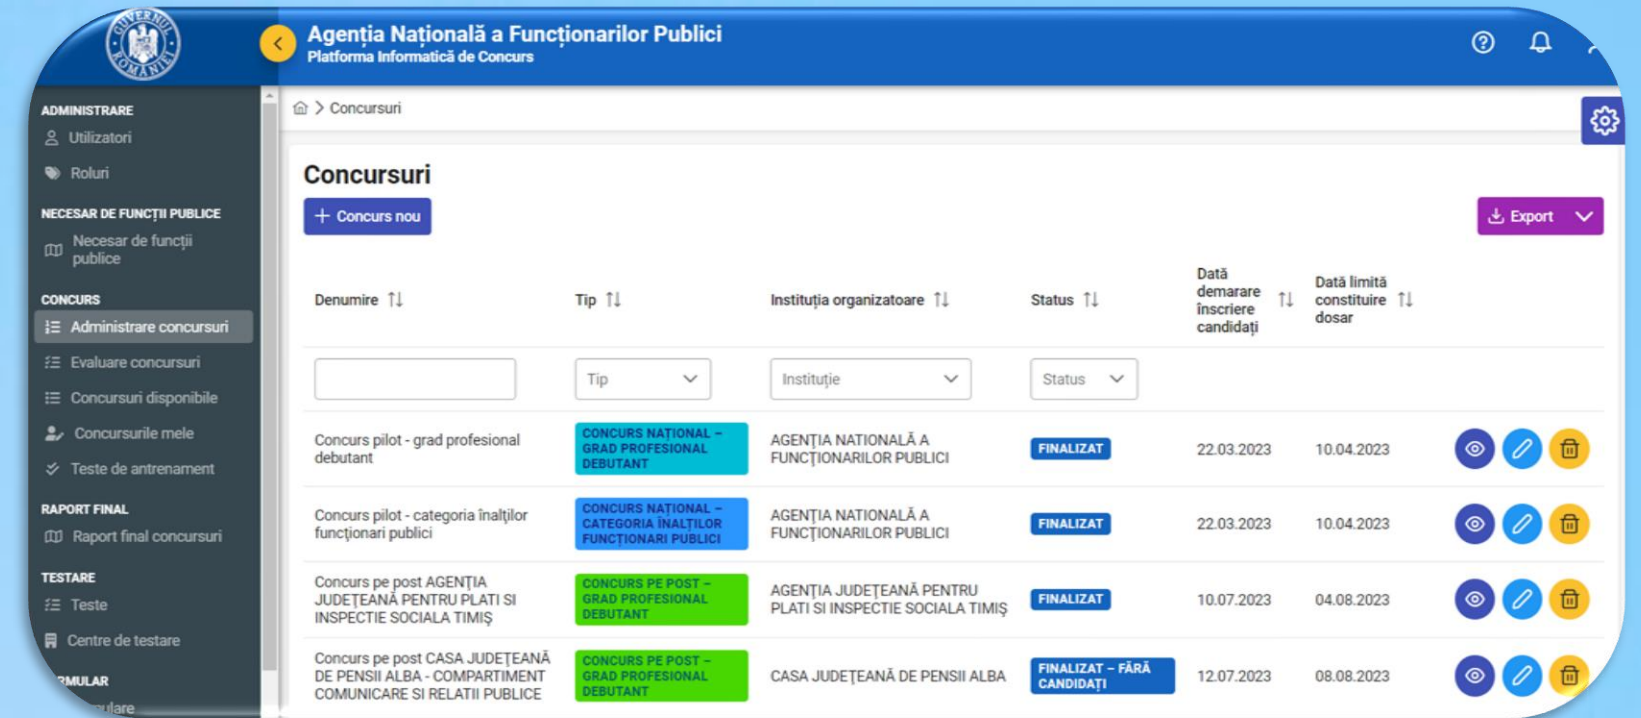 GUVERNUL ROMÂNIEI
Agenția Națională a Funcționarilor Publici
Platforma Informatică de Concurs
ADMINISTRARE
Utilizatori
Roluri
NECESAR DE FUNCȚII PUBLICE
Necesar de funcții
publice
CONCURS
Administrare concursuri
Evaluare concursuri
Concursuri disponibile
Concursurile mele
Teste de antrenament
RAPORT FINAL
Raport final concursuri
TESTARE
Teste
Centre de testare
Concursuri
Concursuri
+ Concurs nou
Export
Denumire
Tip
Instituția organizatoare
Status
Dată
demarare
înscriere
candidați
Dată limită
constituire
dosar
Tip
Instituție
Status
Concurs pilot - grad profesional
debutant
CONCURS NAȚIONAL –
GRAD PROFESIONAL
DEBUTANT
AGENȚIA NATIONALĂ A
FUNCȚIONARILOR PUBLICI
FINALIZAT
22.03.2023
10.04.2023
Concurs pilot - categoria înalților
funcționari publici
CONCURS NAȚIONAL –
CATEGORIA ÎNALȚILOR
FUNCȚIONARI PUBLICI
AGENȚIA NATIONALĂ A
FUNCȚIONARILOR PUBLICI
FINALIZAT
22.03.2023
10.04.2023
Concurs pe post AGENȚIA
JUDEȚEANĂ PENTRU PLATI SI
INSPECTIE SOCIALA TIMIȘ
CONCURS PE POST –
GRAD PROFESIONAL
DEBUTANT
AGENȚIA JUDEȚEANĂ PENTRU
PLATI SI INSPECTIE SOCIALA TIMIȘ
FINALIZAT
10.07.2023
04.08.2023
Concurs pe post CASA JUDEȚEANĂ
DE PENSII ALBA - COMPARTIMENT
COMUNICARE SI RELATII PUBLICE
CONCURS PE POST –
GRAD PROFESIONAL
DEBUTANT
CASA JUDEȚEANĂ DE PENSII ALBA
FINALIZAT – FĂRĂ
CANDIDAȚI
12.07.2023
08.08.2023